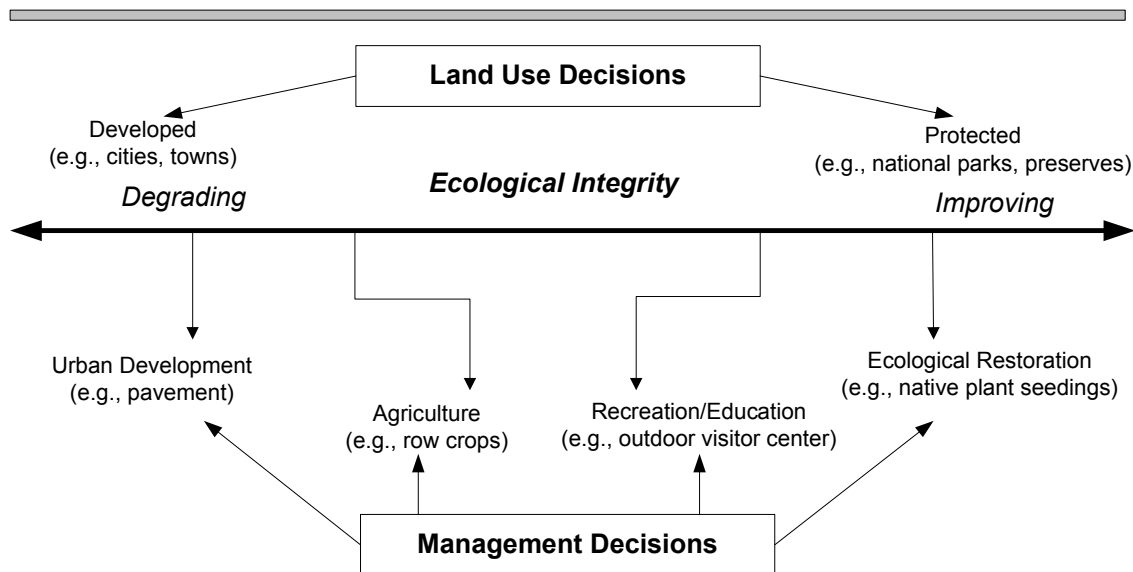 Land Use Decisions
Developed
(e.g., cities, towns)
Protected
(e.g., national parks, preserves)
Degrading
Ecological Integrity
Improving
Urban Development
(e.g., pavement)
Agriculture
(e.g., row crops)
Recreation/Education
(e.g., outdoor visitor center)
Ecological Restoration
(e.g., native plant seedings)
Management Decisions